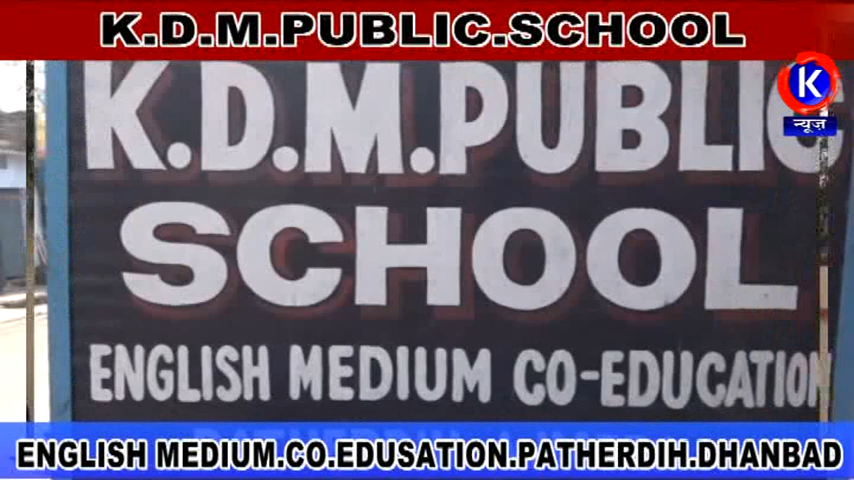 K.D.M.PUBLIC.SCHOOL
K
न्यूज़
K.D.M.PUBLIC
SCHOOL
ENGLISH MEDIUM CO-EDUCATION
ENGLISH MEDIUM.CO.EDUSATION.PATHERDIH.DHANBAD